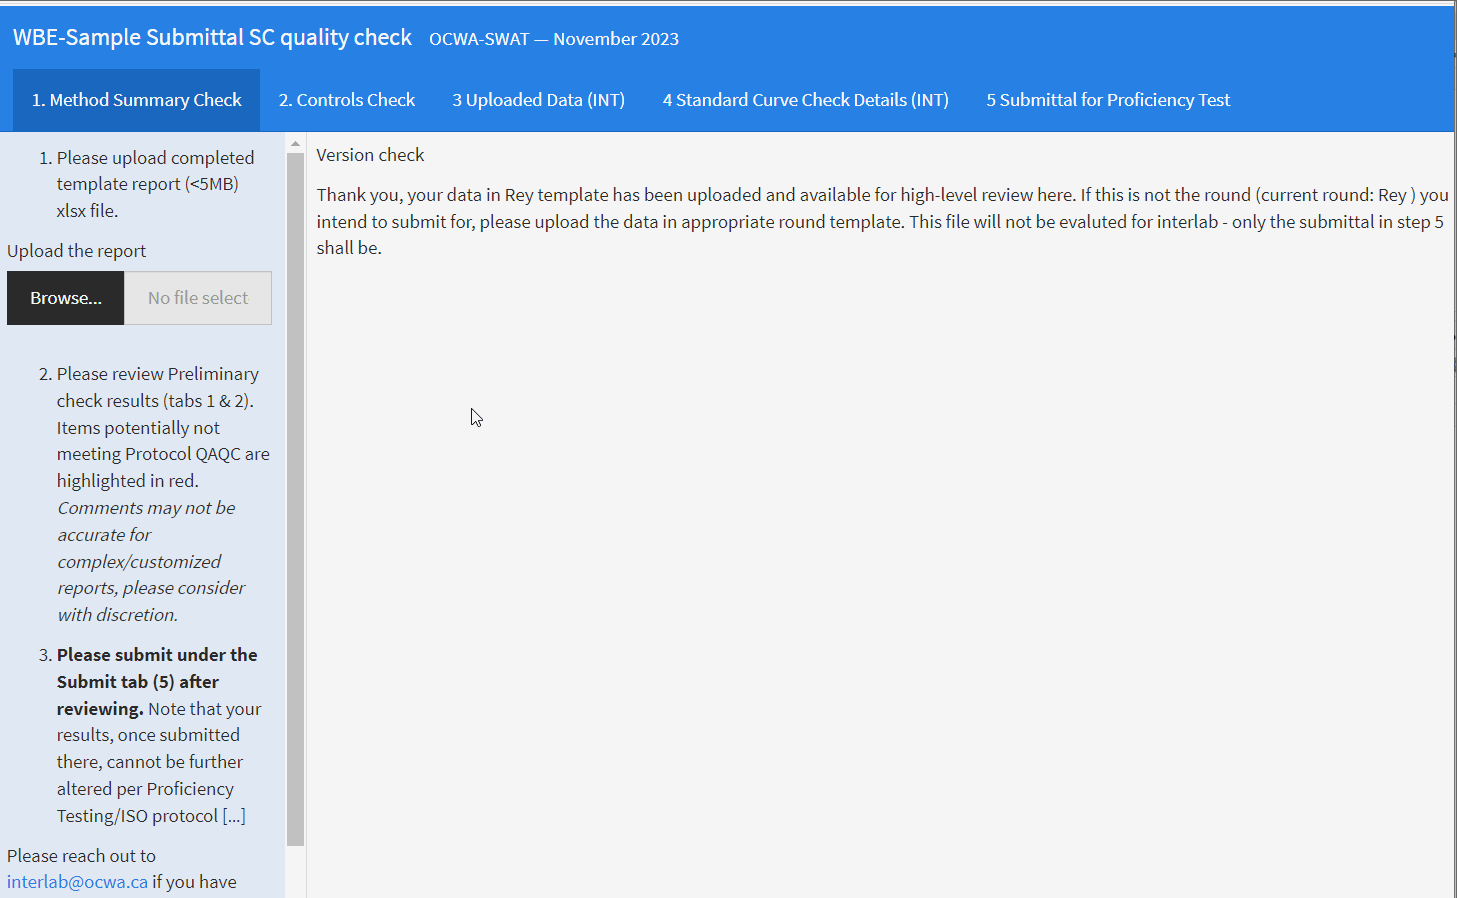 WBE-Sample Submittal SC quality check OCWA-SWAT — November 2023
1. Method Summary Check 2. Controls Check 3 Uploaded Data (INT) 4 Standard Curve Check Details (INT) 5 Submittal for Proficiency Test
1. Please upload completed
template report (<5MB)
xlsx file.
Upload the report
Browse... No file select
2. Please review Preliminary
check results (tabs 1 & 2).
Items potentially not
meeting Protocol QAQC are
highlighted in red.
Comments may not be
accurate for
complex/customized
reports, please consider
with discretion.
3. Please submit under the
Submit tab (5) after
reviewing. Note that your
results, once submitted
there, cannot be further
altered per Proficiency
Testing/ISO protocol [...]
Please reach out to
interlab@ocwa.ca if you have
Version check
Thank you, your data in Rey template has been uploaded and available for high-level review here. If this is not the round (current round: Rey ) you
intend to submit for, please upload the data in appropriate round template. This file will not be evaluted for interlab - only the submittal in step 5
shall be.